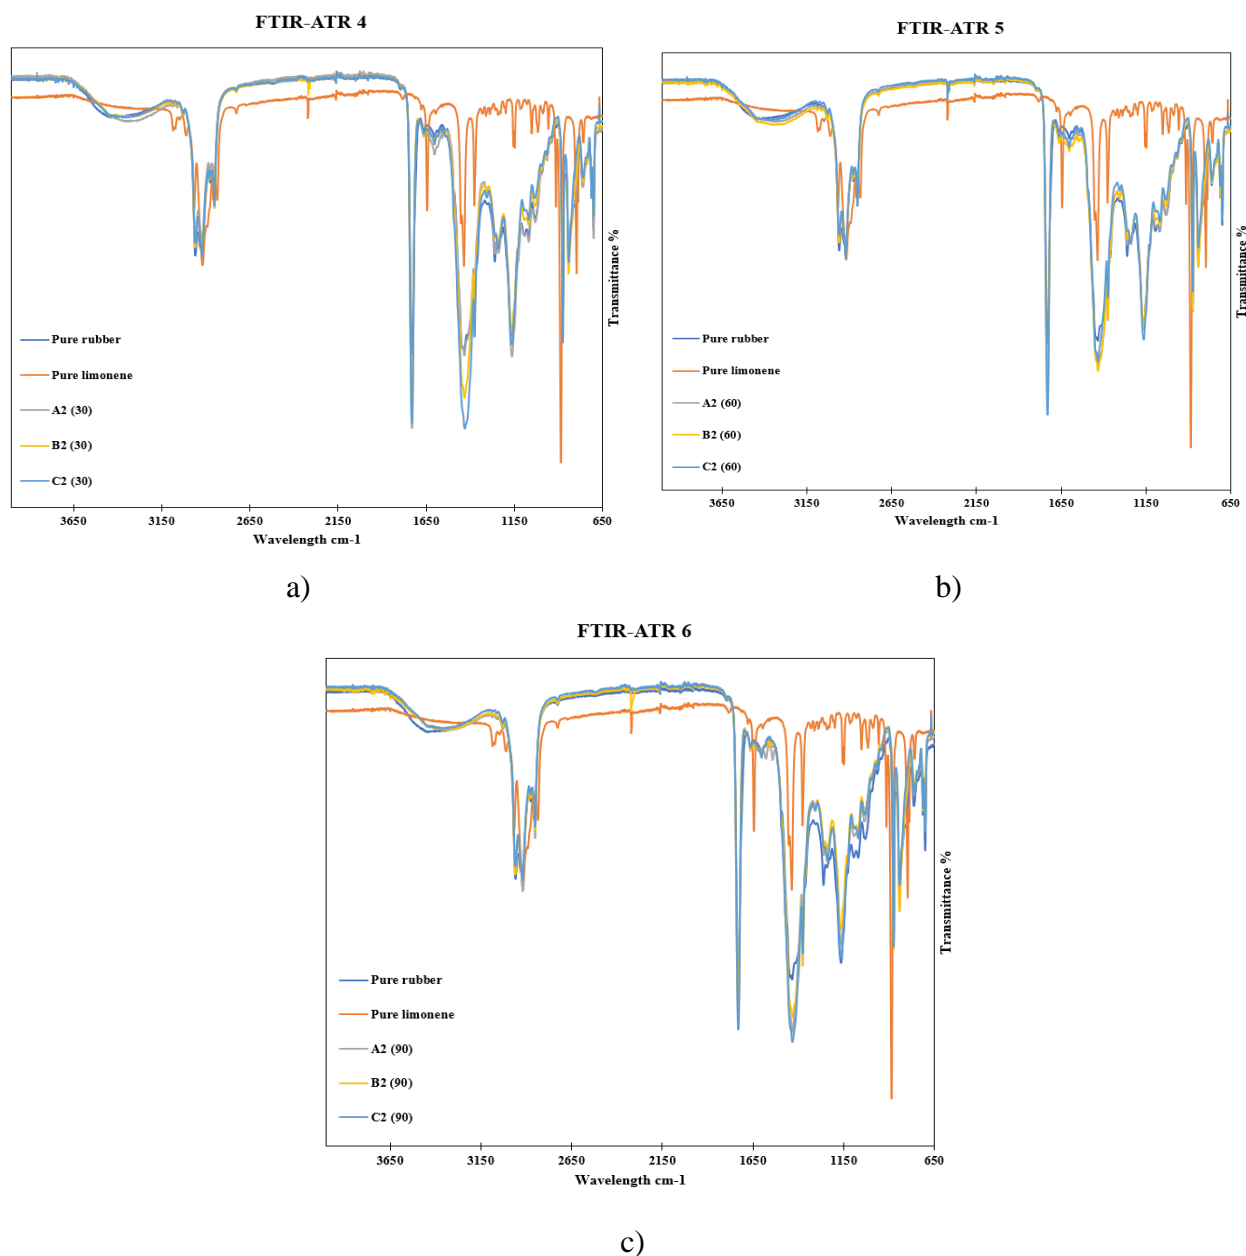 FTIR-ATR 4
Transmittance %
Pure rubber
Pure limonene
A2 (30)
B2 (30)
C2 (30)
3650 3150 2650 2150 1650 1150 650
Wavelength cm-1
a)
FTIR-ATR 5
Transmittance %
Pure rubber
Pure limonene
A2 (60)
B2 (60)
C2 (60)
3650 3150 2650 2150 1650 1150 650
Wavelength cm-1
b)
FTIR-ATR 6
Transmittance %
Pure rubber
Pure limonene
A2 (90)
B2 (90)
C2 (90)
3650 3150 2650 2150 1650 1150 650
Wavelength cm-1
c)